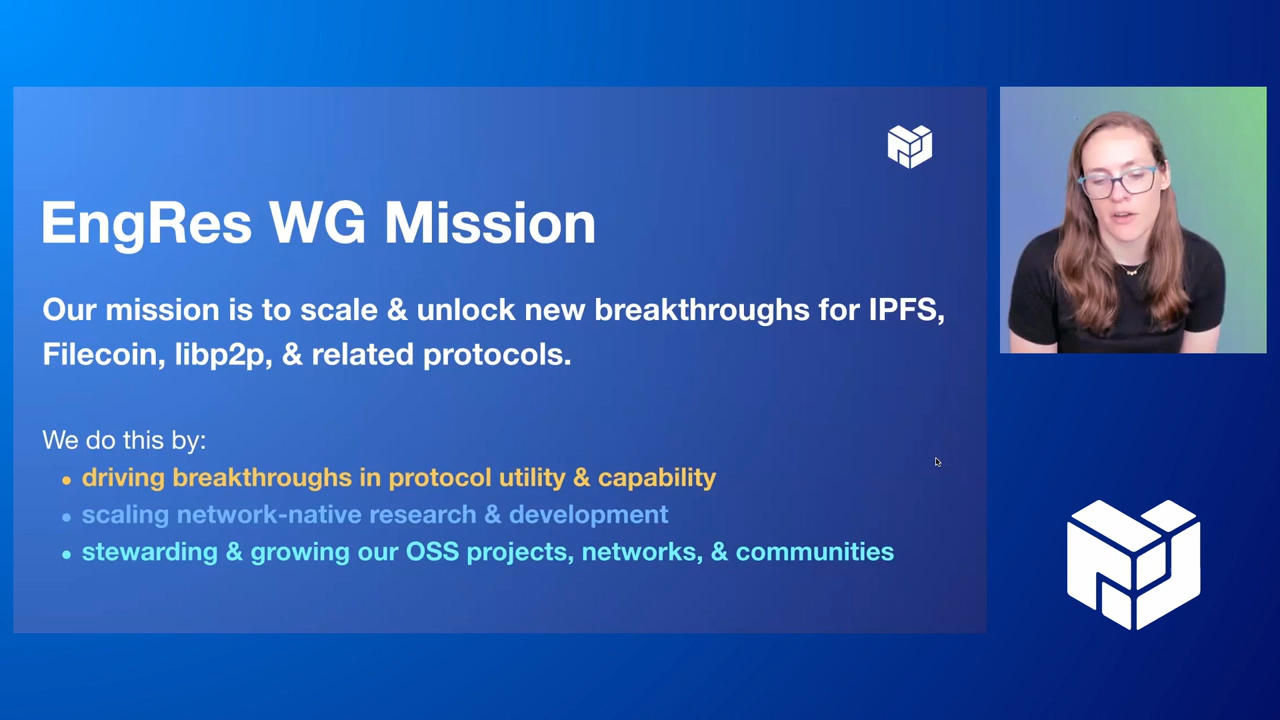 EngRes WG Mission
Our mission is to scale & unlock new breakthroughs for IPFS,
Filecoin, libp2p, & related protocols.
We do this by:
• driving breakthroughs in protocol utility & capability
• scaling network-native research & development
• stewarding & growing our OSS projects, networks, & communities